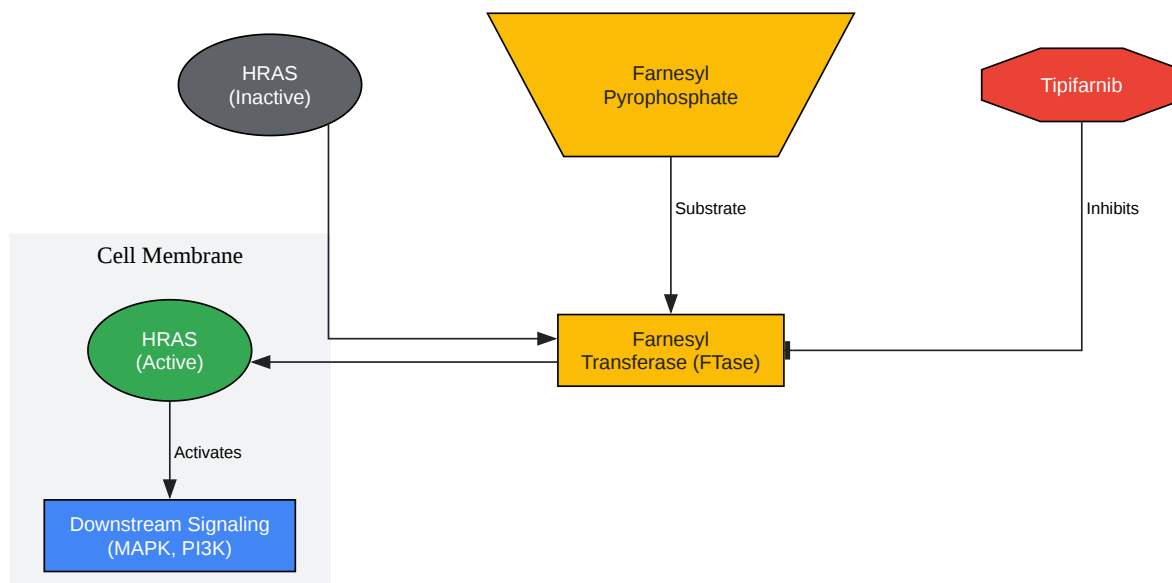 HRAS
(Inactive)
Farnesyl
Pyrophosphate
Tipifarnib
Substrate
Inhibits
Cell Membrane
HRAS
(Active)
Farnesyl
Transferase (FTase)
Activates
Downstream Signaling
(MAPK, PI3K)